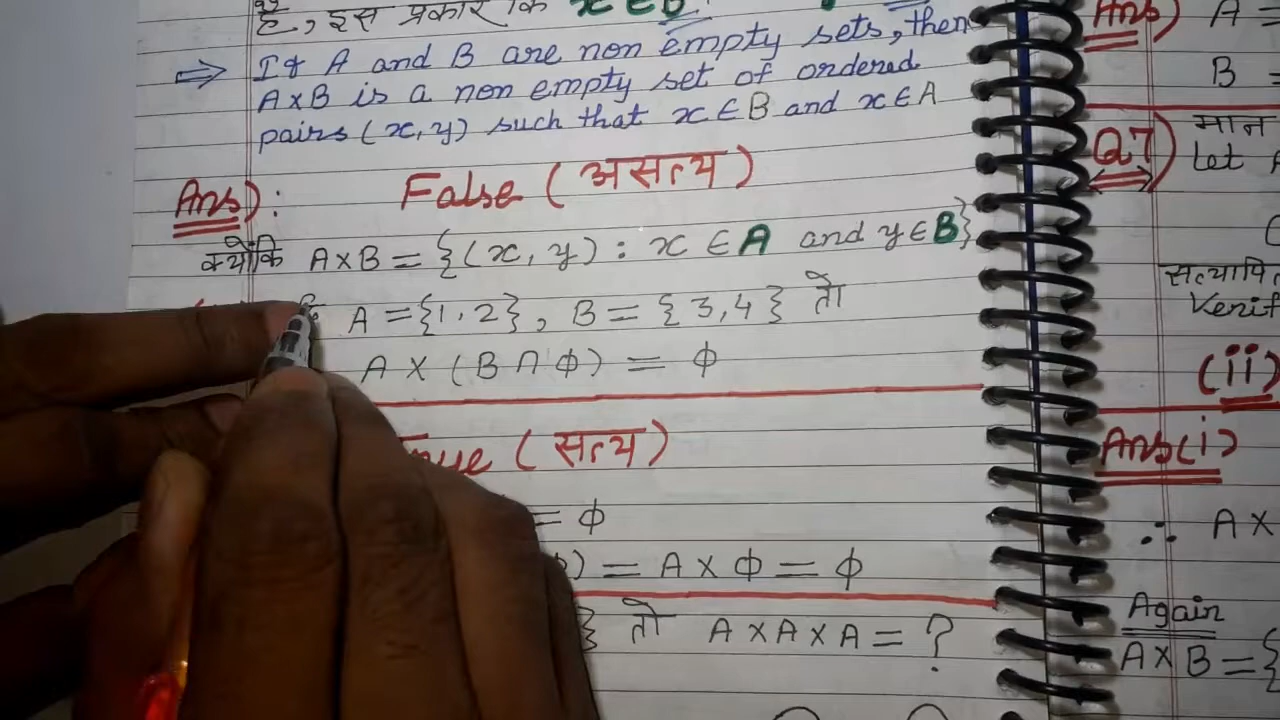 है, इस प्रकार कि x ∈ B
⇒ If A and B are non empty sets, then
A×B is a non empty set of ordered
pairs (x, y) such that x ∈ B and x ∈ A
Ans): False (असत्य)
क्योंकि A×B = {(x, y) : x ∈ A and y ∈ B}
A = {1, 2}, B = {3, 4} तो
A × (B ∩ ϕ) = ϕ
(सत्य)
= ϕ
) = A × ϕ = ϕ
} तो A×A×A = ?
Ans) A =
B =
Q7) मान
Let
सत्यापि
Verif
(ii)
Ans(i)
∴ A ×
Again
A×B = {